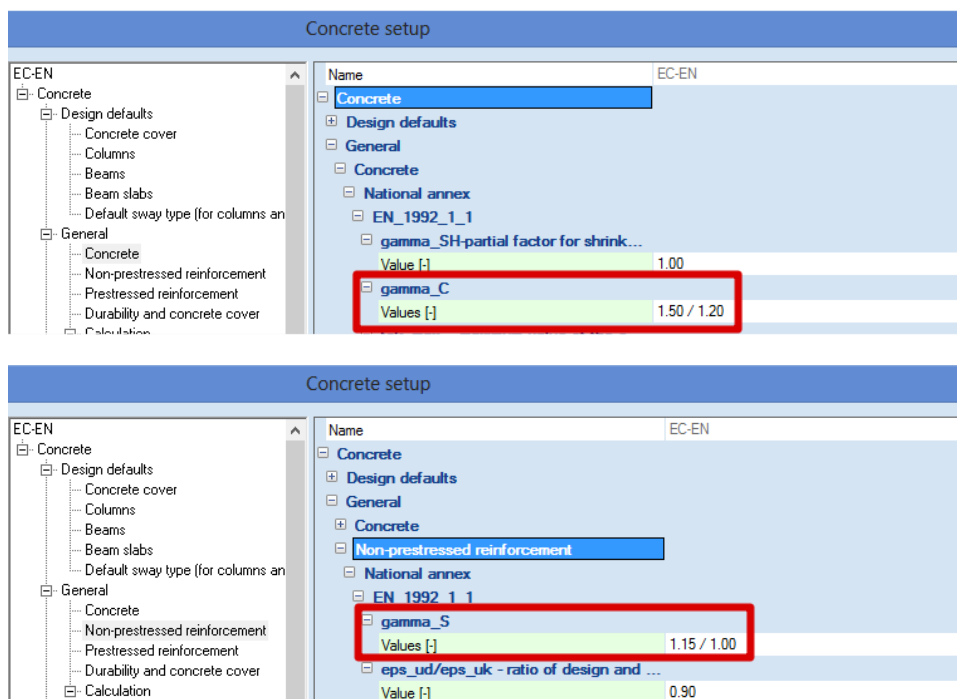 Concrete setup
EC-EN
Concrete
Design defaults
Concrete cover
Columns
Beams
Beam slabs
Default sway type (for columns an
General
Concrete
Non-prestressed reinforcement
Prestressed reinforcement
Durability and concrete cover
Calculation
Name EC-EN
Concrete
Design defaults
General
Concrete
National annex
EN_1992_1_1
gamma_SH-partial factor for shrink...
Value [-] 1.00
gamma_C
Values [-] 1.50 / 1.20
Concrete setup
EC-EN
Concrete
Design defaults
Concrete cover
Columns
Beams
Beam slabs
Default sway type (for columns an
General
Concrete
Non-prestressed reinforcement
Prestressed reinforcement
Durability and concrete cover
Calculation
Name EC-EN
Concrete
Design defaults
General
Concrete
Non-prestressed reinforcement
National annex
EN_1992_1_1
gamma_S
Values [-] 1.15 / 1.00
eps_ud/eps_uk - ratio of design and ...
Value [-] 0.90